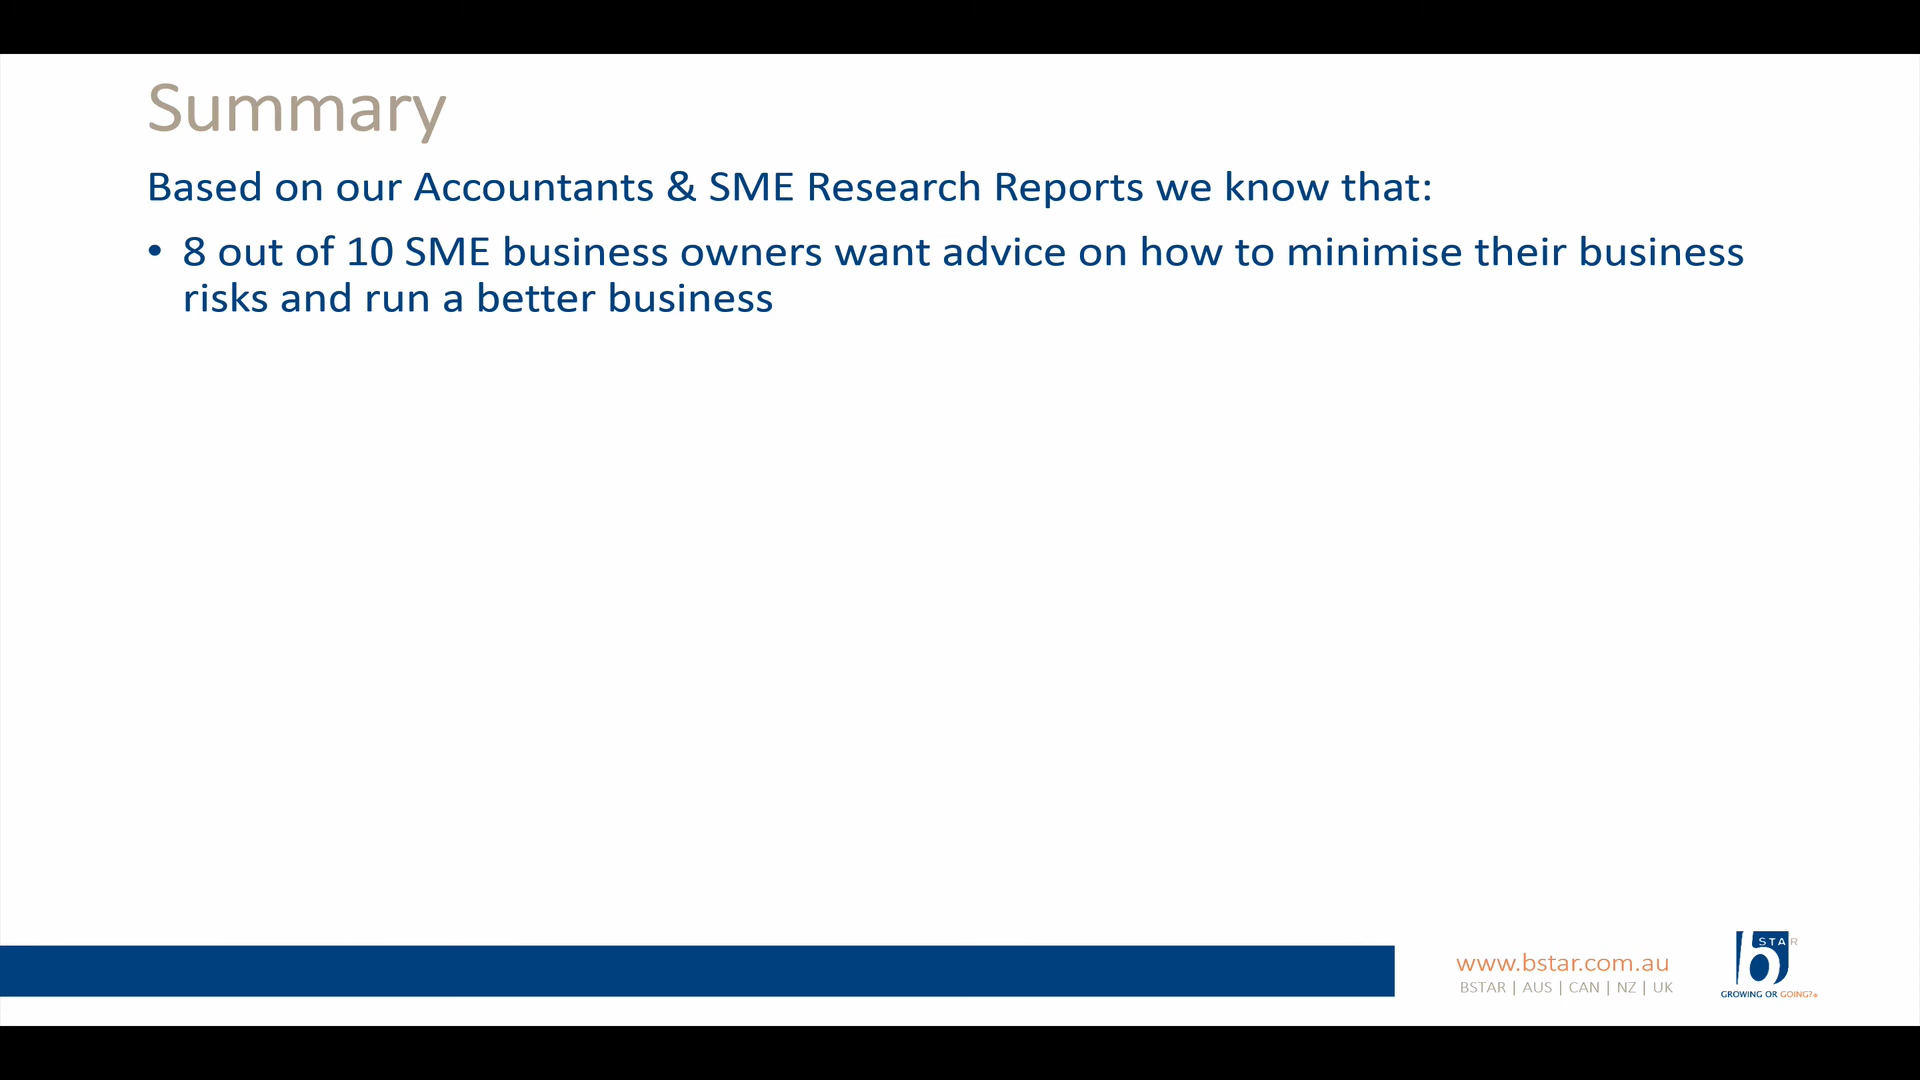 Summary
Based on our Accountants & SME Research Reports we know that:
• 8 out of 10 SME business owners want advice on how to minimise their business
risks and run a better business
www.bstar.com.au
BSTAR | AUS | CAN | NZ | UK
STAR
b
GROWING OR GOING?®